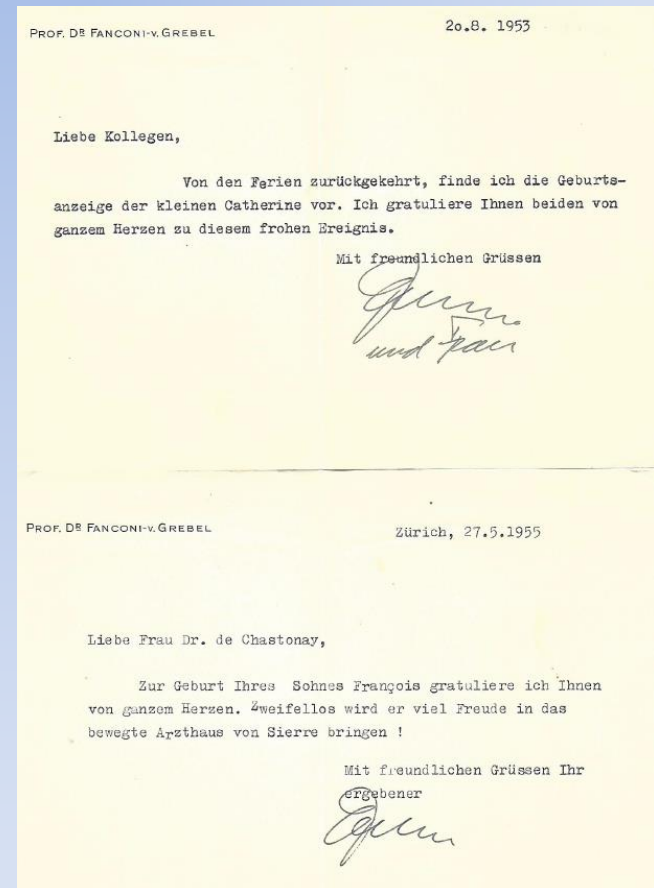 PROF. DR FANCONI-V. GREBEL
20.8. 1953
Liebe Kollegen,
Von den Ferien zurückgekehrt, finde ich die Geburts-
anzeige der kleinen Catherine vor. Ich gratuliere Ihnen beiden von
ganzem Herzen zu diesem frohen Ereignis.
Mit freundlichen Grüssen
und Frau
PROF. DR FANCONI-V. GREBEL
Zürich, 27.5.1955
Liebe Frau Dr. de Chastonay,
Zur Geburt Ihres Sohnes François gratuliere ich Ihnen
von ganzem Herzen. Zweifellos wird er viel Freude in das
bewegte Arzthaus von Sierre bringen !
Mit freundlichen Grüssen Ihr
ergebener